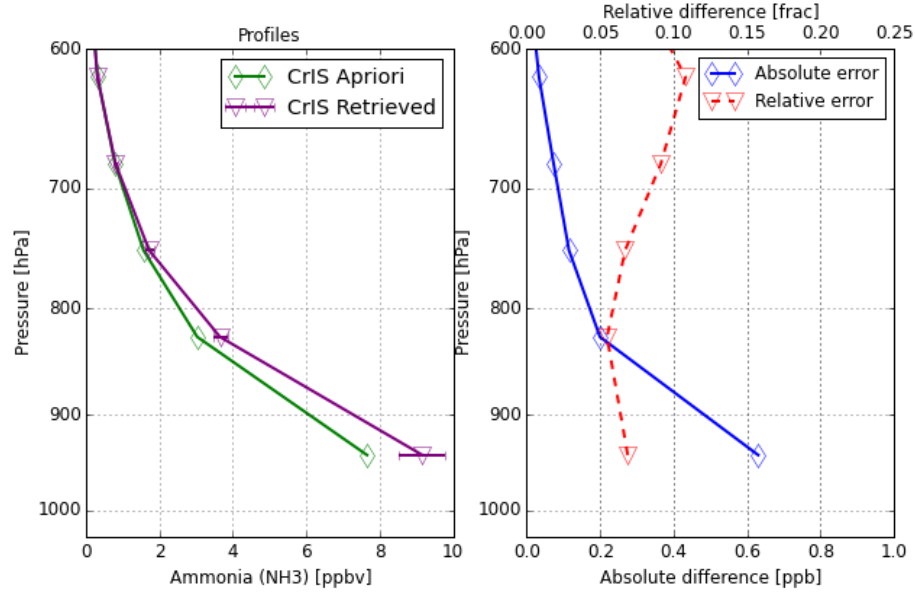 Profiles
CrIS Apriori
CrIS Retrieved
600
700
800
900
1000
Pressure [hPa]
0 2 4 6 8 10
Ammonia (NH3) [ppbv]
Relative difference [frac]
0.00 0.05 0.10 0.15 0.20 0.25
Absolute error
Relative error
600
700
800
900
1000
Pressure [hPa]
0.0 0.2 0.4 0.6 0.8 1.0
Absolute difference [ppb]